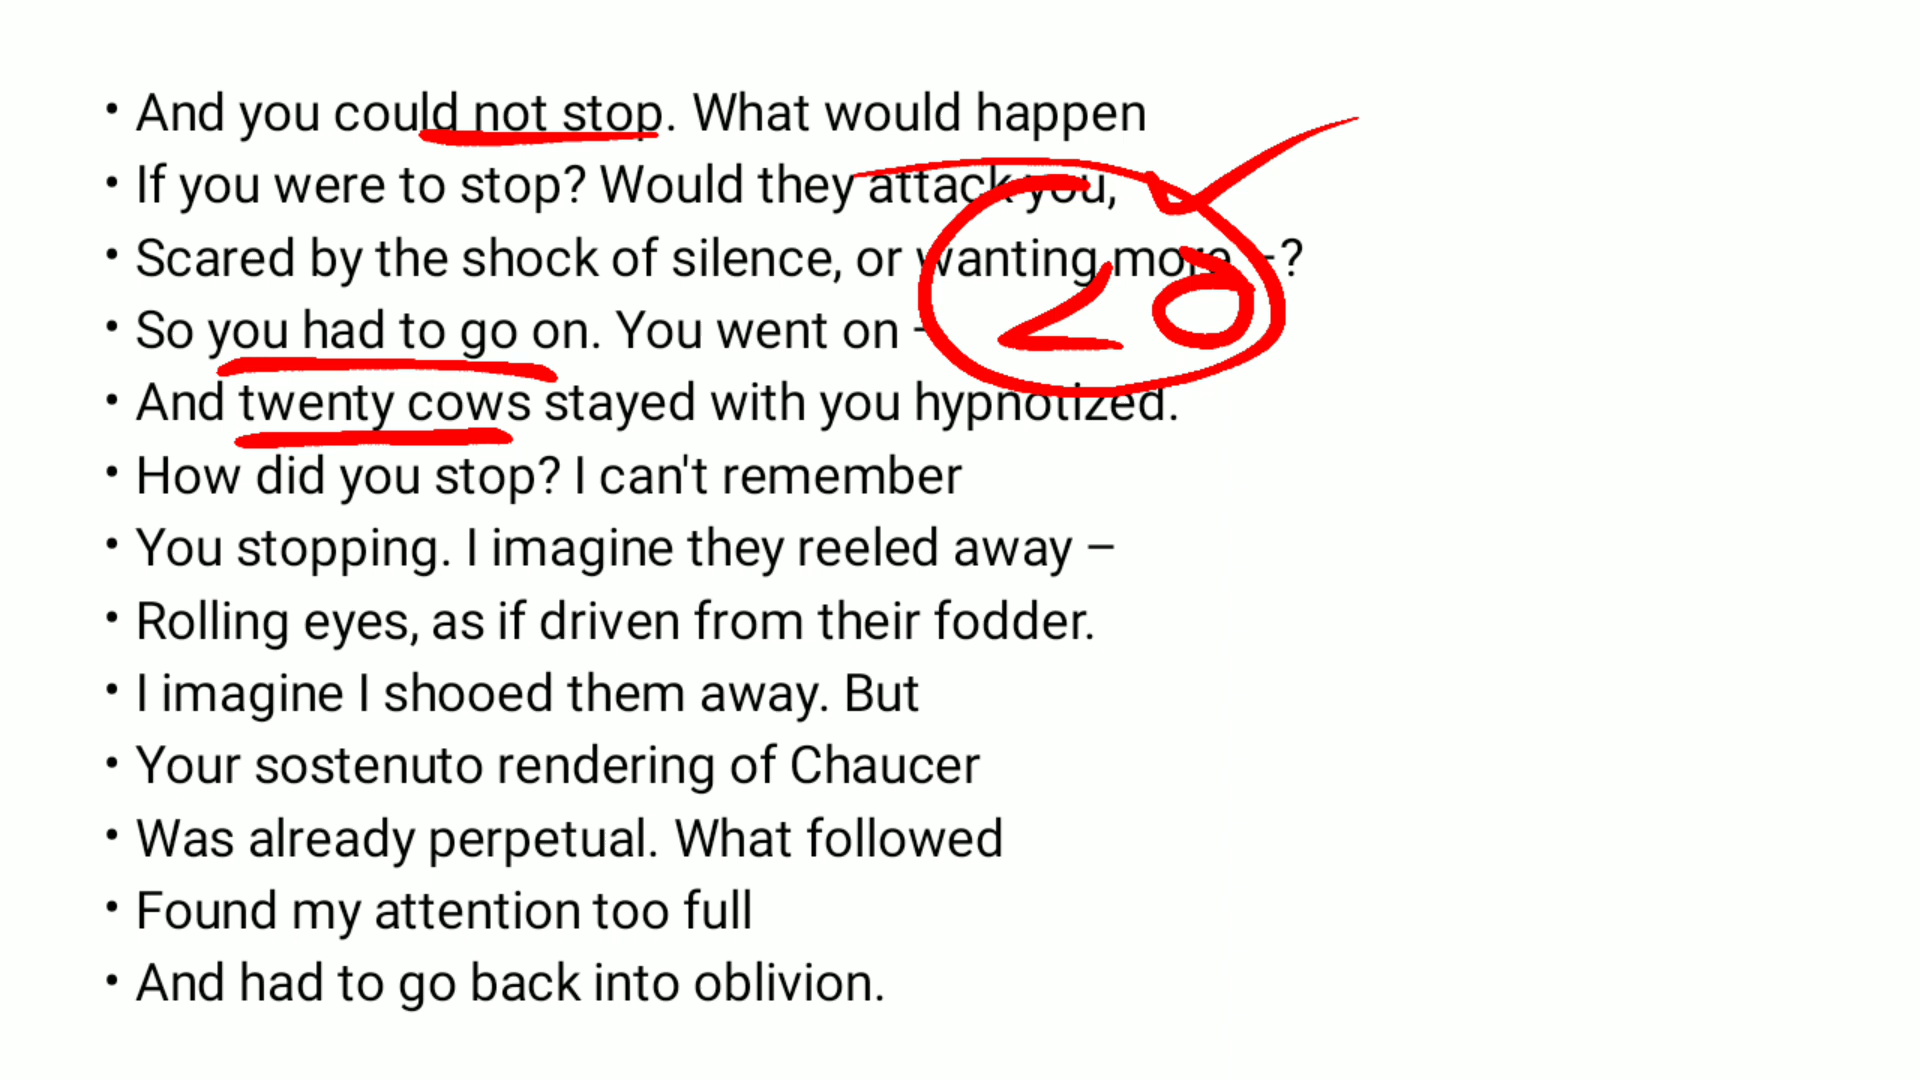 • And you could not stop. What would happen
• If you were to stop? Would they attack you,
• Scared by the shock of silence, or wanting more –?
• So you had to go on. You went on –
20
• And twenty cows stayed with you hypnotized.
• How did you stop? I can't remember
• You stopping. I imagine they reeled away –
• Rolling eyes, as if driven from their fodder.
• I imagine I shooed them away. But
• Your sostenuto rendering of Chaucer
• Was already perpetual. What followed
• Found my attention too full
• And had to go back into oblivion.